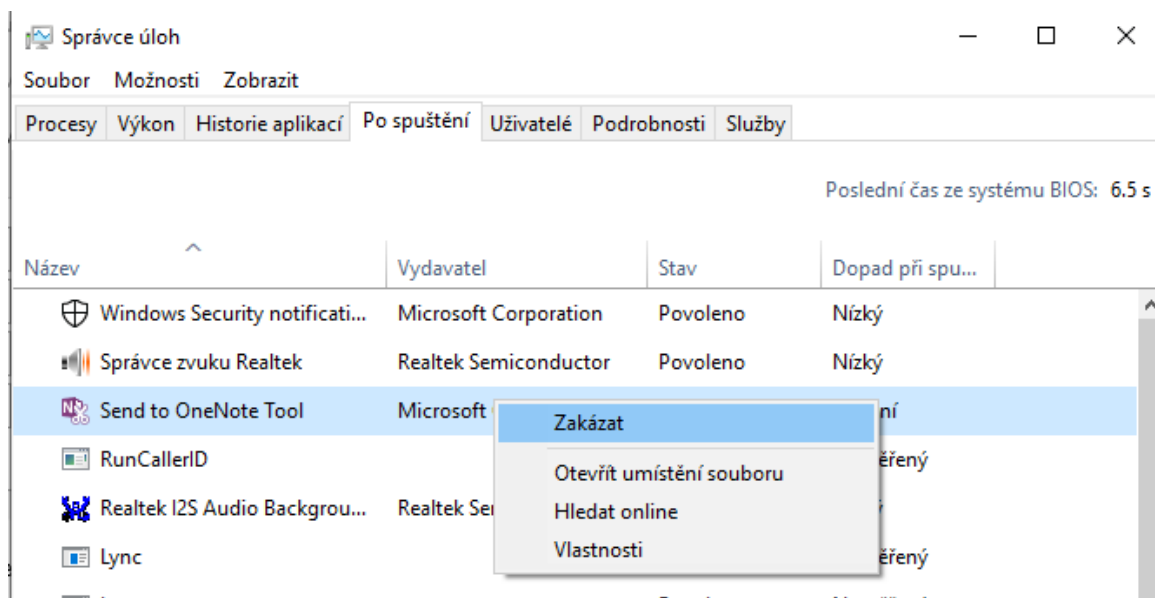 Správce úloh
Soubor Možnosti Zobrazit
Procesy Výkon Historie aplikací Po spuštění Uživatelé Podrobnosti Služby
Poslední čas ze systému BIOS: 6.5 s
Název Vydavatel Stav Dopad při spu...
Windows Security notificati... Microsoft Corporation Povoleno Nízký
Správce zvuku Realtek Realtek Semiconductor Povoleno Nízký
Send to OneNote Tool Microsoft
Zakázat
RunCallerID
Otevřít umístění souboru
Realtek I2S Audio Backgrou... Realtek
Hledat online
Lync
Vlastnosti